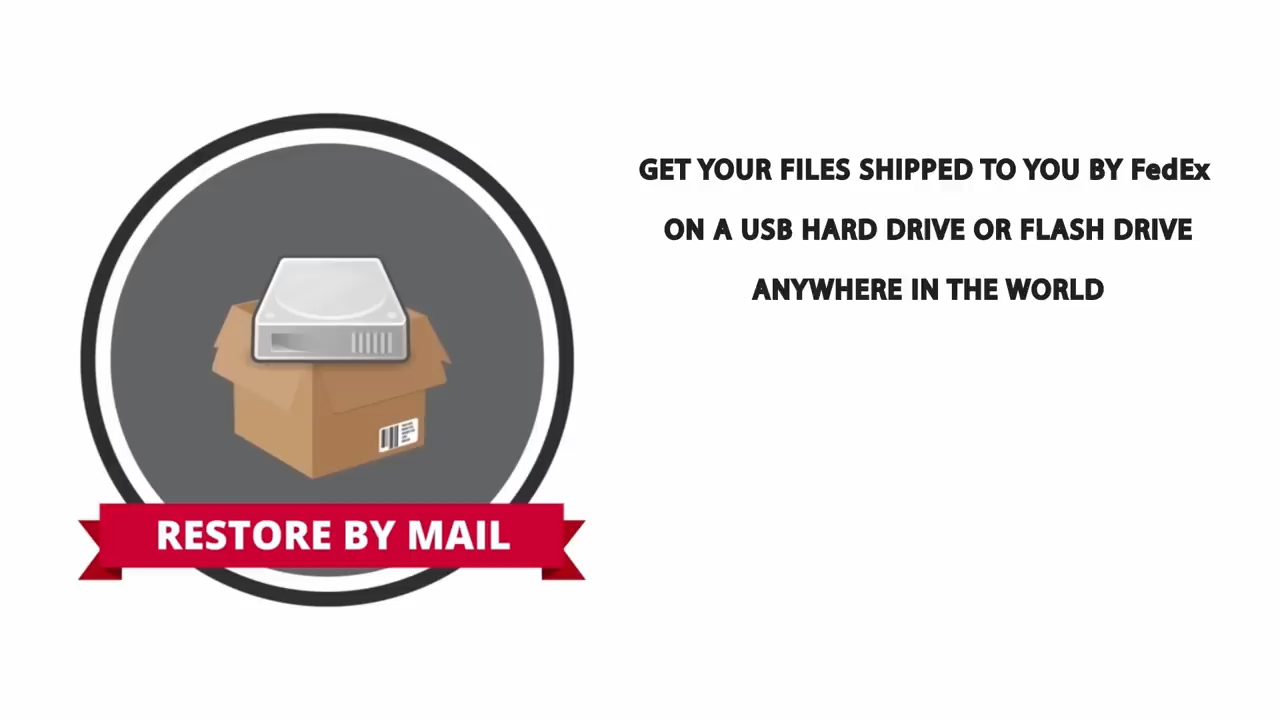 GET YOUR FILES SHIPPED TO YOU BY FedEx
ON A USB HARD DRIVE OR FLASH DRIVE
ANYWHERE IN THE WORLD
RESTORE BY MAIL